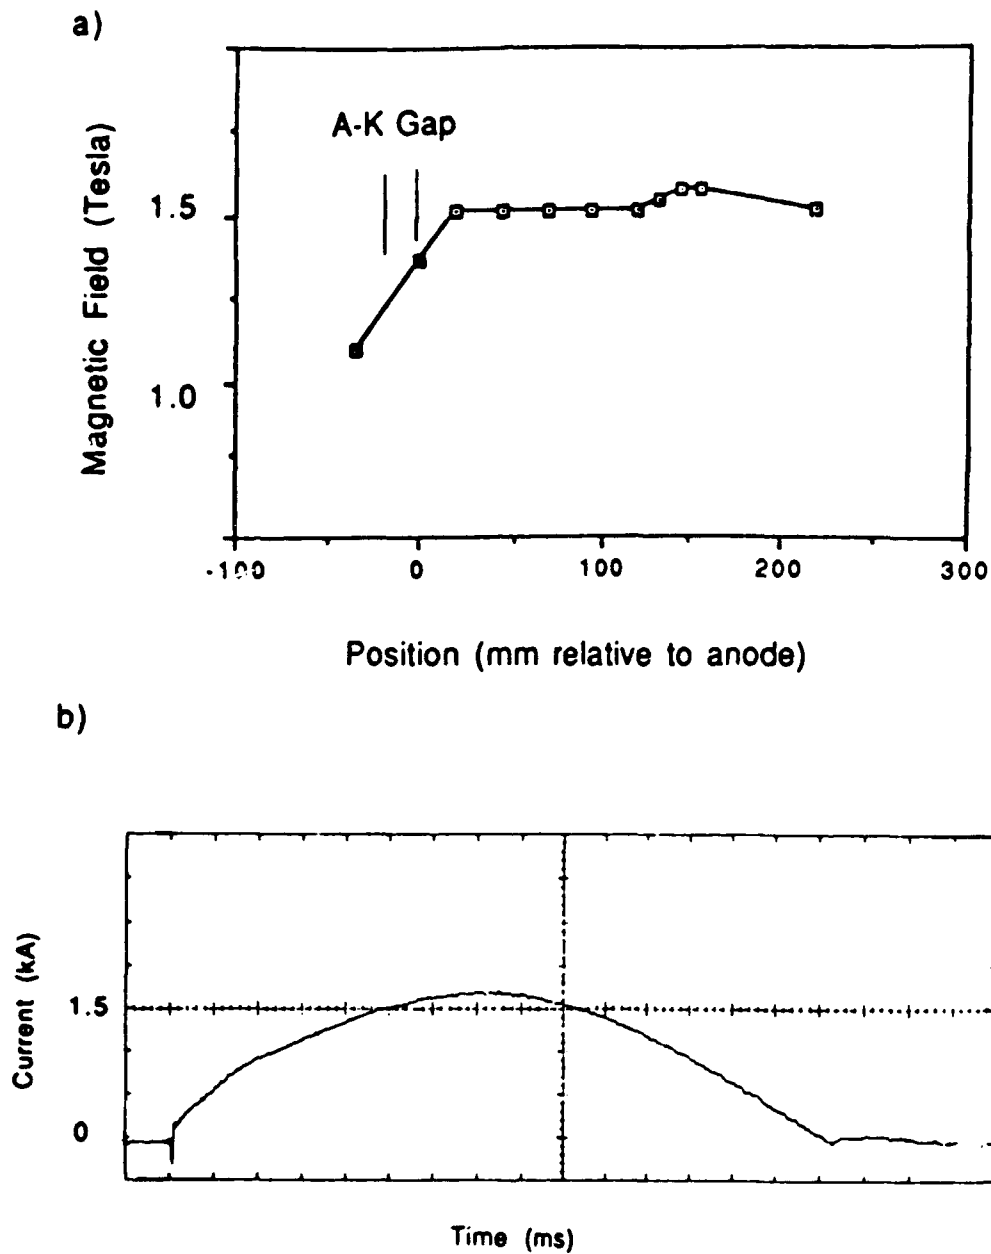 a)
A-K Gap
Magnetic Field (Tesla)
1.5
1.0
-100 0 100 200 300
Position (mm relative to anode)
b)
Current (kA)
1.5
0
Time (ms)